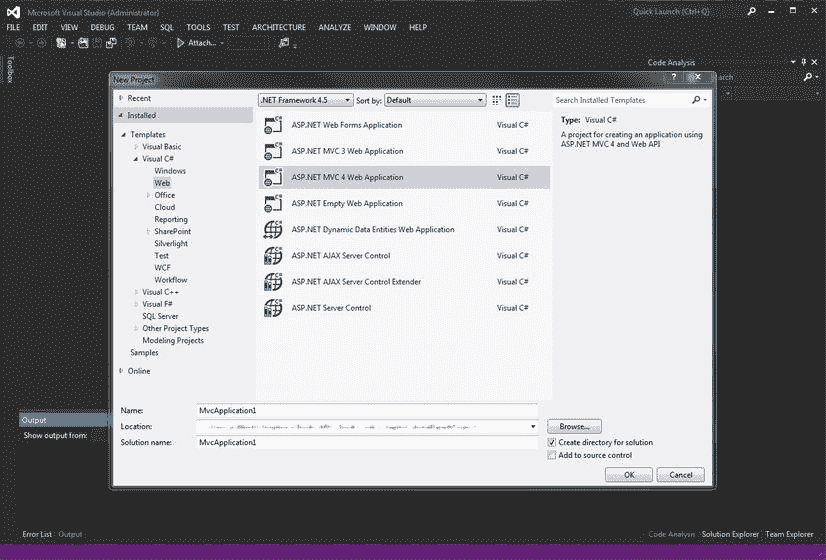 Microsoft Visual Studio (Administrator)
Quick Launch (Ctrl+Q)
FILE EDIT VIEW DEBUG TEAM SQL TOOLS TEST ARCHITECTURE ANALYZE WINDOW HELP
Attach...
Toolbox
Code Analysis
New Project
Recent
Installed
Templates
Visual Basic
Visual C#
Windows
Web
Office
Cloud
Reporting
SharePoint
Silverlight
Test
WCF
Workflow
Visual C++
Visual F#
SQL Server
Other Project Types
Modeling Projects
Samples
Online
.NET Framework 4.5 Sort by: Default
ASP.NET Web Forms Application Visual C#
ASP.NET MVC 3 Web Application Visual C#
ASP.NET MVC 4 Web Application Visual C#
ASP.NET Empty Web Application Visual C#
ASP.NET Dynamic Data Entities Web Application Visual C#
ASP.NET AJAX Server Control Visual C#
ASP.NET AJAX Server Control Extender Visual C#
ASP.NET Server Control Visual C#
Search Installed Templates
Type: Visual C#
A project for creating an application using
ASP.NET MVC 4 and Web API
Name: MvcApplication1
Location:
Browse...
Solution name: MvcApplication1
Create directory for solution
Add to source control
OK Cancel
Output
Show output from:
Error List Output
Code Analysis Solution Explorer Team Explorer